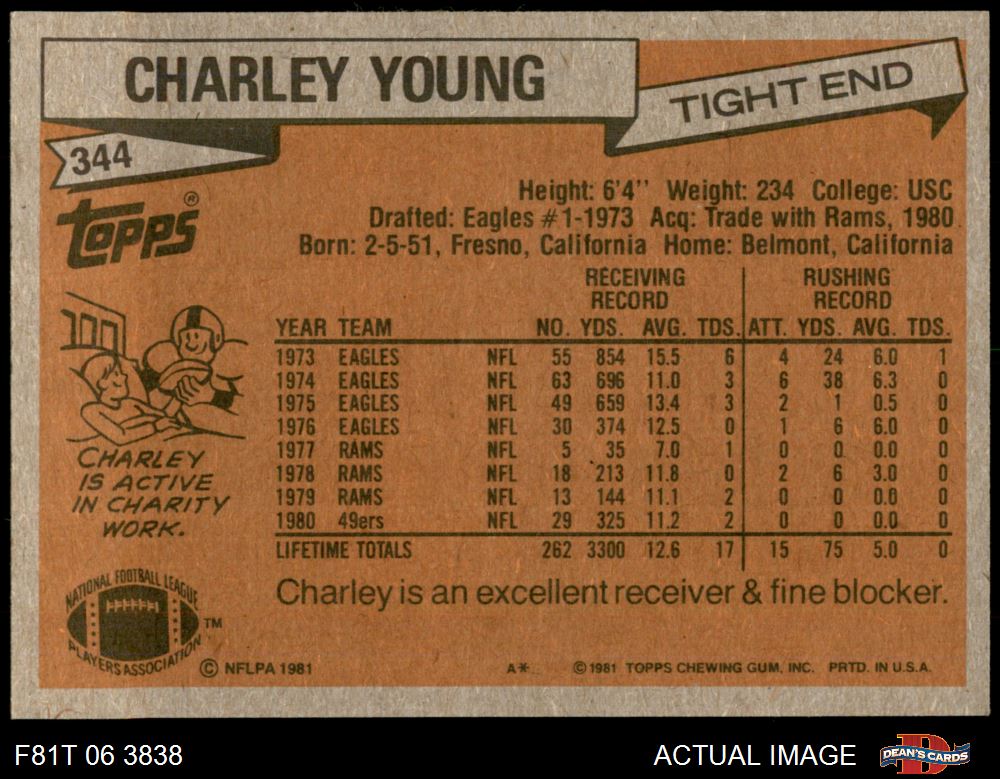 CHARLEY YOUNG
TIGHT END
344
TOPPS®
Height: 6'4" Weight: 234 College: USC
Drafted: Eagles #1-1973 Acq: Trade with Rams, 1980
Born: 2-5-51, Fresno, California Home: Belmont, California
RECEIVING RECORD RUSHING RECORD
YEAR TEAM NO. YDS. AVG. TDS. ATT. YDS. AVG. TDS.
1973 EAGLES NFL 55 854 15.5 6 4 24 6.0 1
1974 EAGLES NFL 63 696 11.0 3 6 38 6.3 0
1975 EAGLES NFL 49 659 13.4 3 2 1 0.5 0
1976 EAGLES NFL 30 374 12.5 0 1 6 6.0 0
1977 RAMS NFL 5 35 7.0 1 0 0 0.0 0
1978 RAMS NFL 18 213 11.8 0 2 6 3.0 0
1979 RAMS NFL 13 144 11.1 2 0 0 0.0 0
1980 49ers NFL 29 325 11.2 2 0 0 0.0 0
LIFETIME TOTALS 262 3300 12.6 17 15 75 5.0 0
CHARLEY
IS ACTIVE
IN CHARITY
WORK.
Charley is an excellent receiver & fine blocker.
NATIONAL FOOTBALL LEAGUE
PLAYERS ASSOCIATION
TM
© NFLPA 1981
A*
© 1981 TOPPS CHEWING GUM, INC. PRTD. IN U.S.A.
F81T 06 3838
ACTUAL IMAGE
DEAN'S CARDS